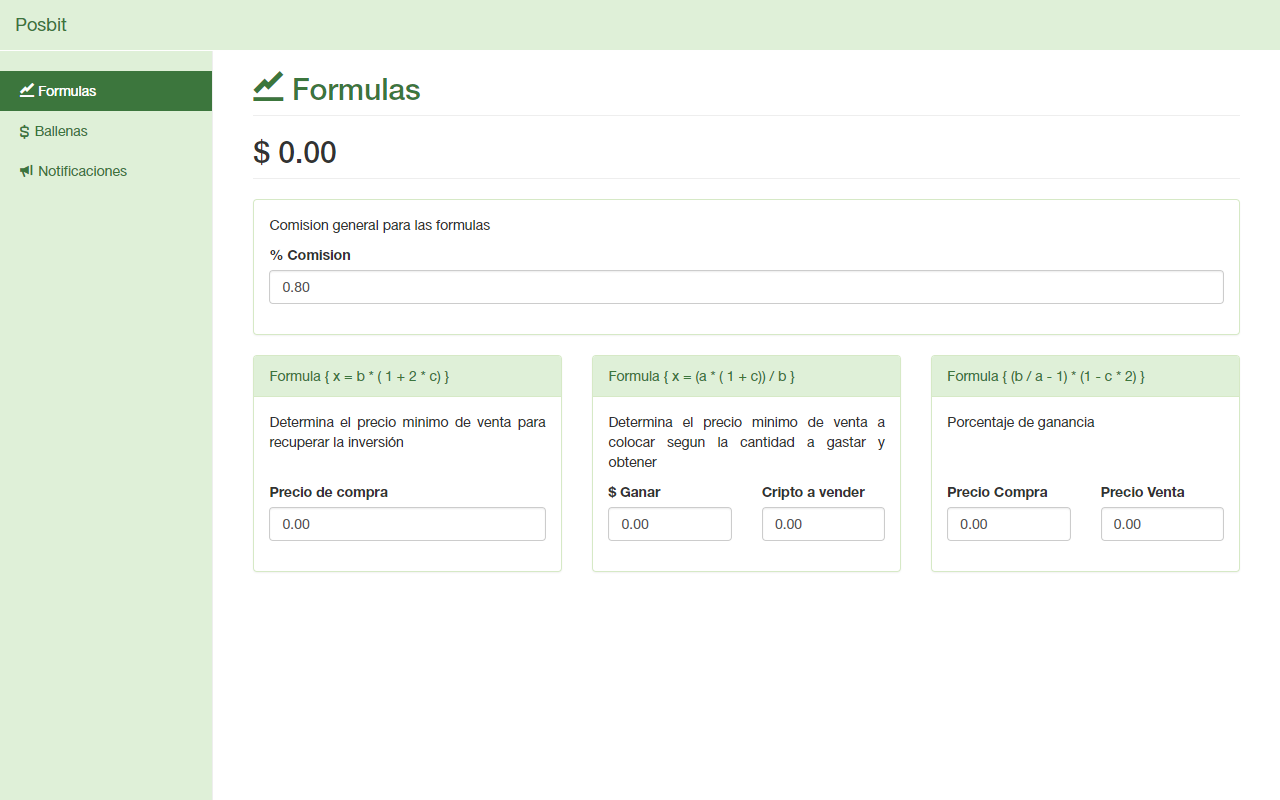 Posbit
Formulas
$ Ballenas
Notificaciones
Formulas
$ 0.00
Comision general para las formulas
% Comision
0.80
Formula { x = b * ( 1 + 2 * c) }
Determina el precio minimo de venta para
recuperar la inversión
Precio de compra
0.00
Formula { x = (a * ( 1 + c)) / b }
Determina el precio minimo de venta a
colocar segun la cantidad a gastar y
obtener
$ Ganar
Cripto a vender
0.00
0.00
Formula { (b / a - 1) * (1 - c * 2) }
Porcentaje de ganancia
Precio Compra
Precio Venta
0.00
0.00